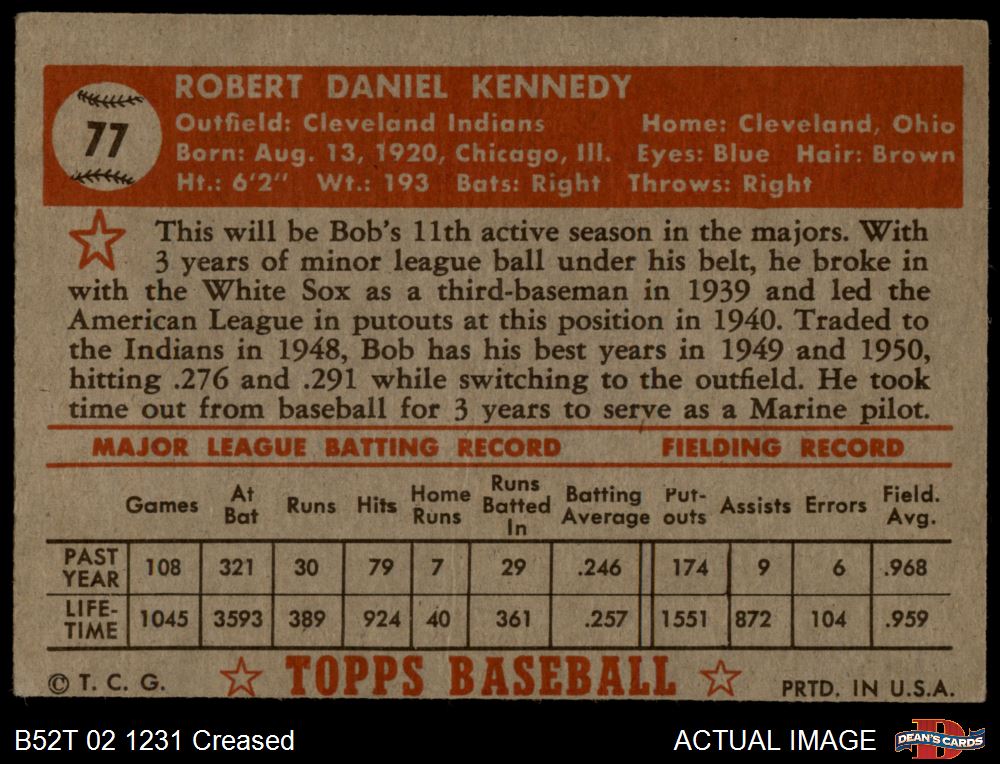 77
ROBERT DANIEL KENNEDY
Outfield: Cleveland Indians Home: Cleveland, Ohio
Born: Aug. 13, 1920, Chicago, Ill. Eyes: Blue Hair: Brown
Ht.: 6'2" Wt.: 193 Bats: Right Throws: Right
This will be Bob's 11th active season in the majors. With
3 years of minor league ball under his belt, he broke in
with the White Sox as a third-baseman in 1939 and led the
American League in putouts at this position in 1940. Traded to
the Indians in 1948, Bob has his best years in 1949 and 1950,
hitting .276 and .291 while switching to the outfield. He took
time out from baseball for 3 years to serve as a Marine pilot.
MAJOR LEAGUE BATTING RECORD FIELDING RECORD
Games At Bat Runs Hits Home Runs Runs Batted In Batting Average Put-outs Assists Errors Field. Avg.
PAST YEAR 108 321 30 79 7 29 .246 174 9 6 .968
LIFE-TIME 1045 3593 389 924 40 361 .257 1551 872 104 .959
© T. C. G. TOPPS BASEBALL PRTD. IN U.S.A.
B52T 02 1231 Creased ACTUAL IMAGE DEAN'S CARDS